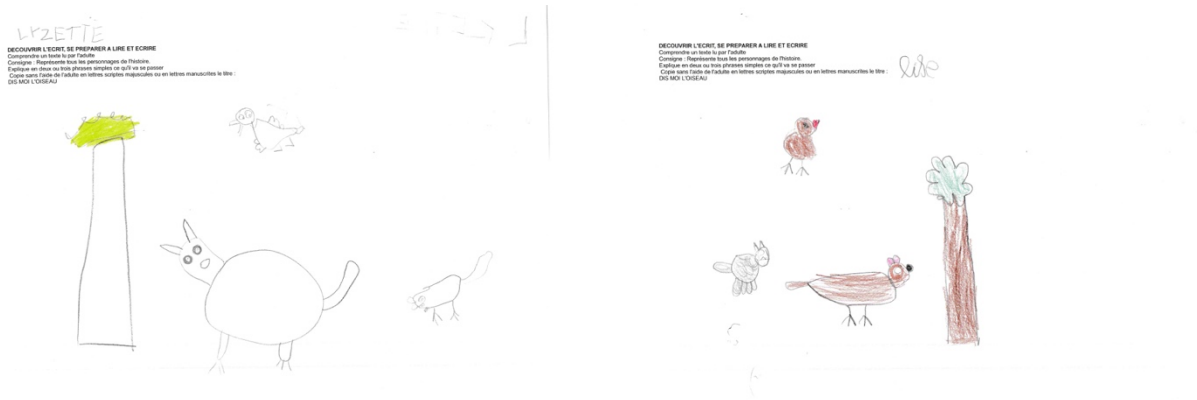 LYZETTE
DECOUVRIR L'ECRIT, SE PREPARER A LIRE ET ECRIRE
Comprendre un texte lu par l'adulte
Consigne : Représente tous les personnages de l'histoire.
Explique en deux ou trois phrases simples ce qu'il va se passer
Copie sans l'aide de l'adulte en lettres scriptes majuscules ou en lettres manuscrites le titre :
DIS MOI L'OISEAU
DECOUVRIR L'ECRIT, SE PREPARER A LIRE ET ECRIRE
Comprendre un texte lu par l'adulte
Consigne : Représente tous les personnages de l'histoire.
Explique en deux ou trois phrases simples ce qu'il va se passer
Copie sans l'aide de l'adulte en lettres scriptes majuscules ou en lettres manuscrites le titre :
DIS MOI L'OISEAU
lise